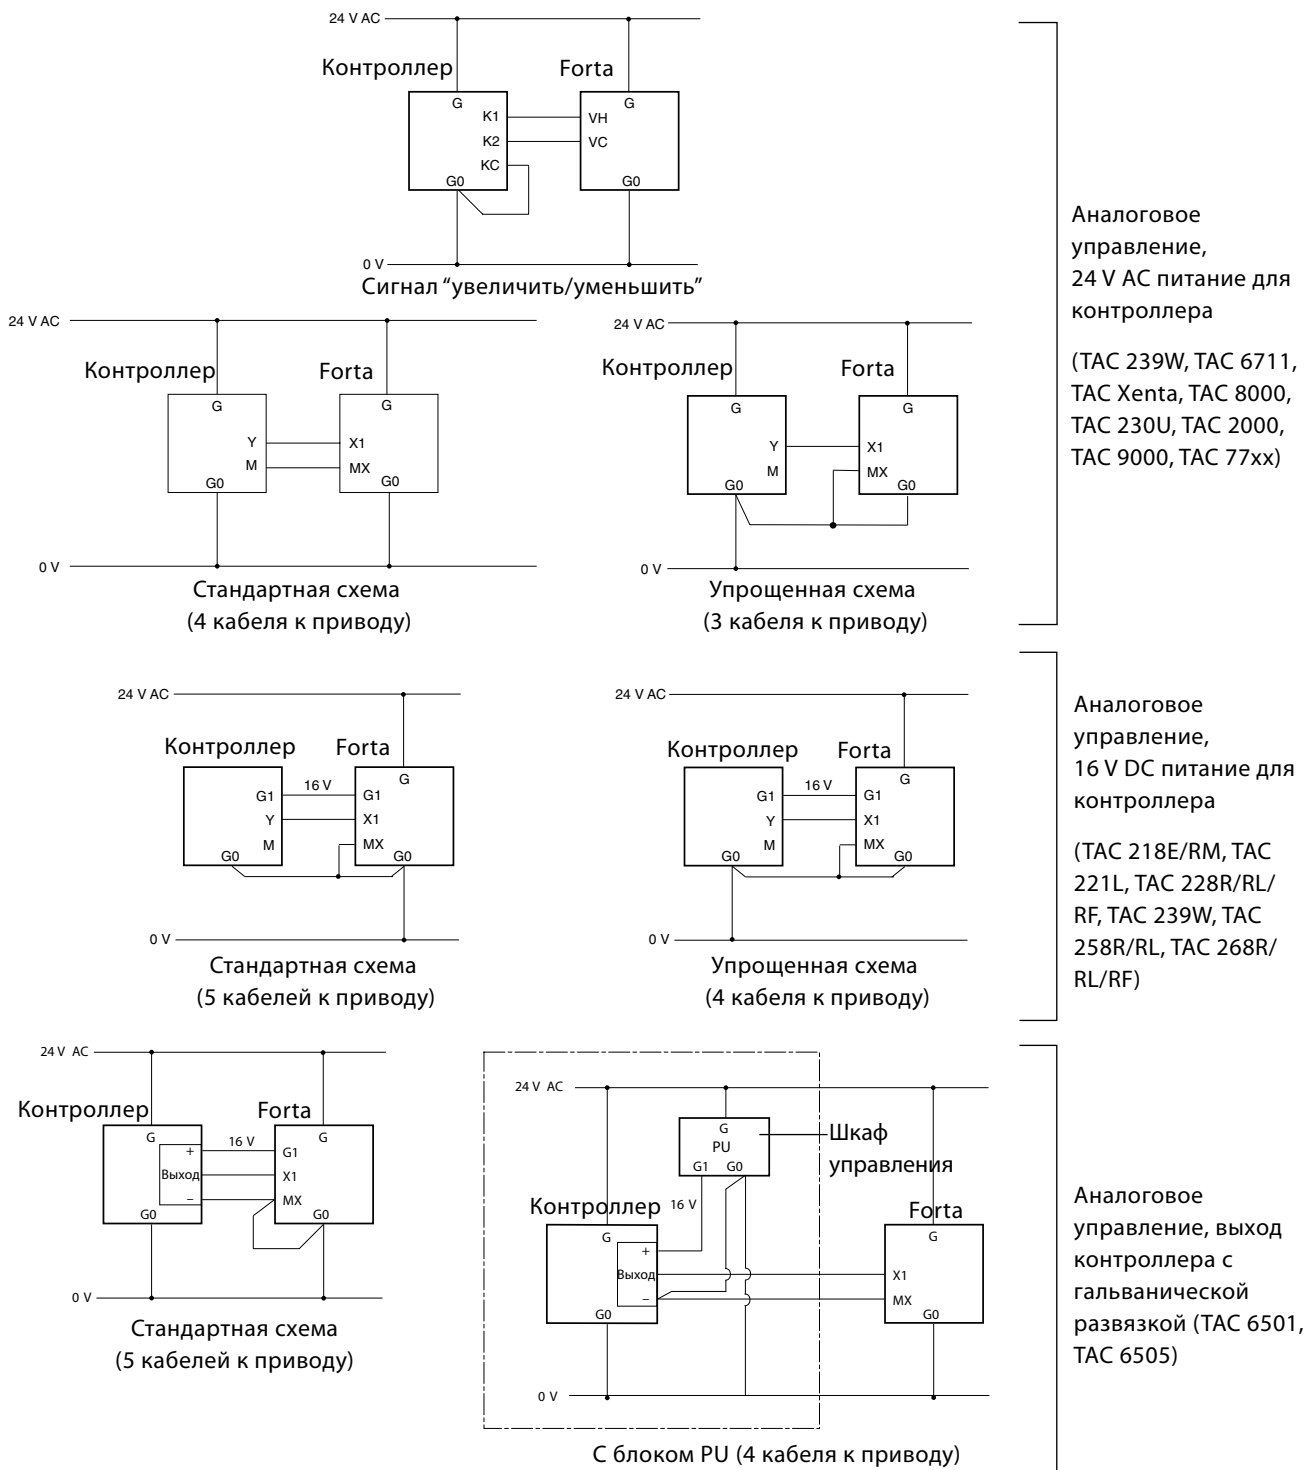 24 V AC
Контроллер
Forta
G
G
K1
VH
K2
VC
KC
G0
G0
0 V
Сигнал “увеличить/уменьшить”
24 V AC
Контроллер
Forta
G
G
Y
X1
M
MX
G0
G0
0 V
Стандартная схема
(4 кабеля к приводу)
24 V AC
Контроллер
Forta
G
G
Y
X1
M
MX
G0
G0
0 V
Упрощенная схема
(3 кабеля к приводу)
Аналоговое
управление,
24 V AC питание для
контроллера
(TAC 239W, TAC 6711,
TAC Xenta, TAC 8000,
TAC 230U, TAC 2000,
TAC 9000, TAC 77xx)
24 V AC
Контроллер
Forta
G
G1
16 V
G1
Y
X1
M
MX
G0
G0
0 V
Стандартная схема
(5 кабелей к приводу)
24 V AC
Контроллер
Forta
G
G1
16 V
G1
Y
X1
M
MX
G0
G0
0 V
Упрощенная схема
(4 кабеля к приводу)
Аналоговое
управление,
16 V DC питание для
контроллера
(TAC 218E/RM, TAC
221L, TAC 228R/RL/
RF, TAC 239W, TAC
258R/RL, TAC 268R/
RL/RF)
24 V AC
Контроллер
Forta
G
G
+
16 V
G1
Выход
X1
–
MX
G0
G0
0 V
Стандартная схема
(5 кабелей к приводу)
24 V AC
G
PU
G1 G0
Шкаф
управления
Контроллер
16 V
Forta
G
G
+
Выход
X1
–
MX
G0
G0
0 V
С блоком PU (4 кабеля к приводу)
Аналоговое
управление, выход
контроллера с
гальванической
развязкой (TAC 6501,
TAC 6505)